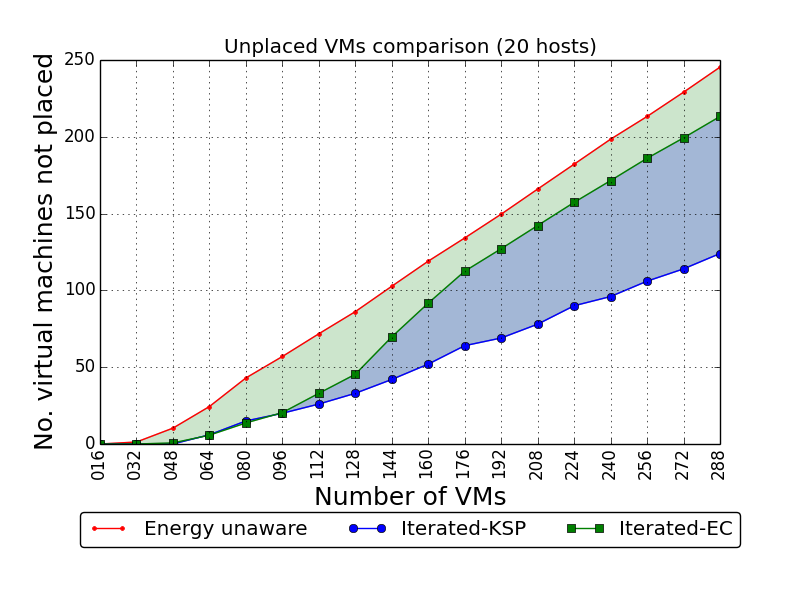 Unplaced VMs comparison (20 hosts)
No. virtual machines not placed
250
200
150
100
50
0
016 032 048 064 080 096 112 128 144 160 176 192 208 224 240 256 272 288
Number of VMs
Energy unaware Iterated-KSP Iterated-EC